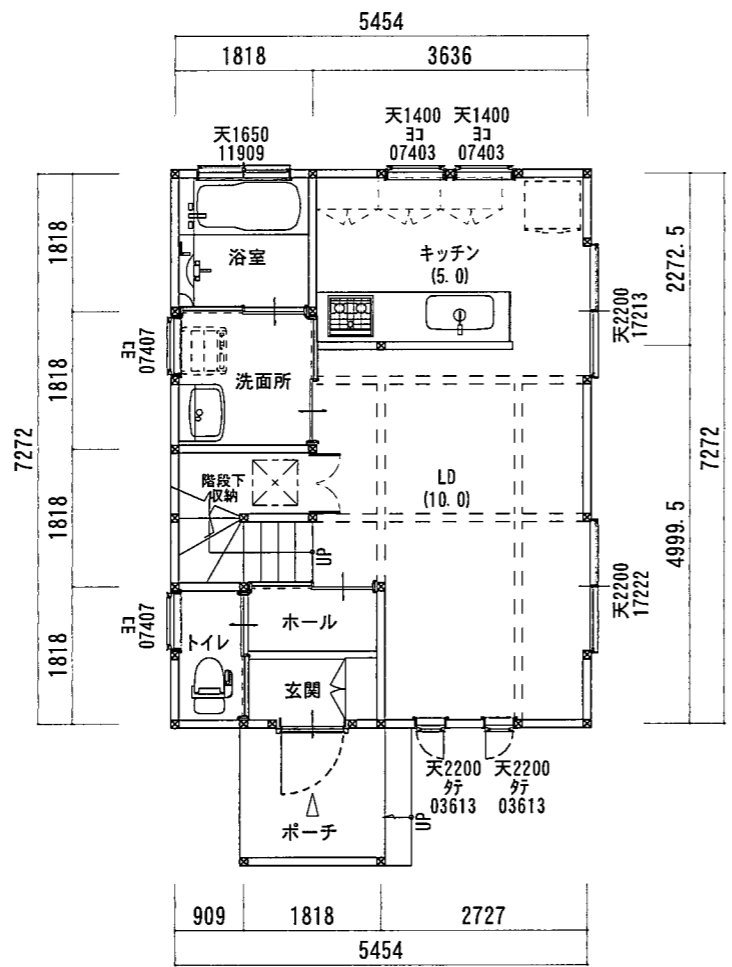 5454
1818
3636
天1650
11909
天1400
ﾖｺ
07403
天1400
ﾖｺ
07403
7272
1818
1818
1818
1818
浴室
キッチン
(5.0)
2272.5
天2200
17213
7272
4999.5
ﾖｺ
07407
洗面所
階段下
収納
LD
(10.0)
UP
天2200
17222
ﾖｺ
07407
トイレ
ホール
玄関
天2200
ﾀﾃ
03613
天2200
ﾀﾃ
03613
UP
ポーチ
909
1818
2727
5454